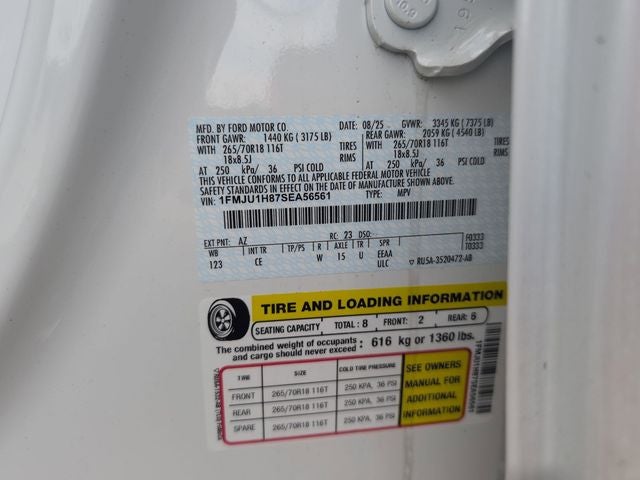 MFD. BY FORD MOTOR CO.
DATE: 08/25 GVWR: 3345 KG ( 7375 LB)
FRONT GAWR: 1440 KG ( 3175 LB) REAR GAWR: 2059 KG ( 4540 LB)
WITH 265/70R18 116T TIRES WITH 265/70R18 116T TIRES
18x8.5J RIMS 18x8.5J RIMS
AT 250 kPa/ 36 PSI COLD AT 250 kPa/ 36 PSI COLD
THIS VEHICLE CONFORMS TO ALL APPLICABLE FEDERAL MOTOR VEHICLE
SAFETY STANDARDS IN EFFECT ON THE DATE OF MANUFACTURE SHOWN ABOVE.
VIN: 1FMJU1H87SEA56561 TYPE: MPV
F0333
T0333
EXT PNT: AZ RC: 23 DSO:
WB INT TR TP/PS R AXLE TR SPR
123 CE W 15 U EEAA
ULC
RU5A-3520472-AB
TIRE AND LOADING INFORMATION
SEATING CAPACITY TOTAL: 8 FRONT: 2 REAR: 6
The combined weight of occupants and cargo should never exceed: 616 kg or 1360 lbs.
TIRE SIZE COLD TIRE PRESSURE
FRONT 265/70R18 116T 250 KPA, 36 PSI
REAR 265/70R18 116T 250 KPA, 36 PSI
SPARE 265/70R18 116T 250 KPA, 36 PSI
SEE OWNERS
MANUAL FOR
ADDITIONAL
INFORMATION
1FMJU1H87SEA56561